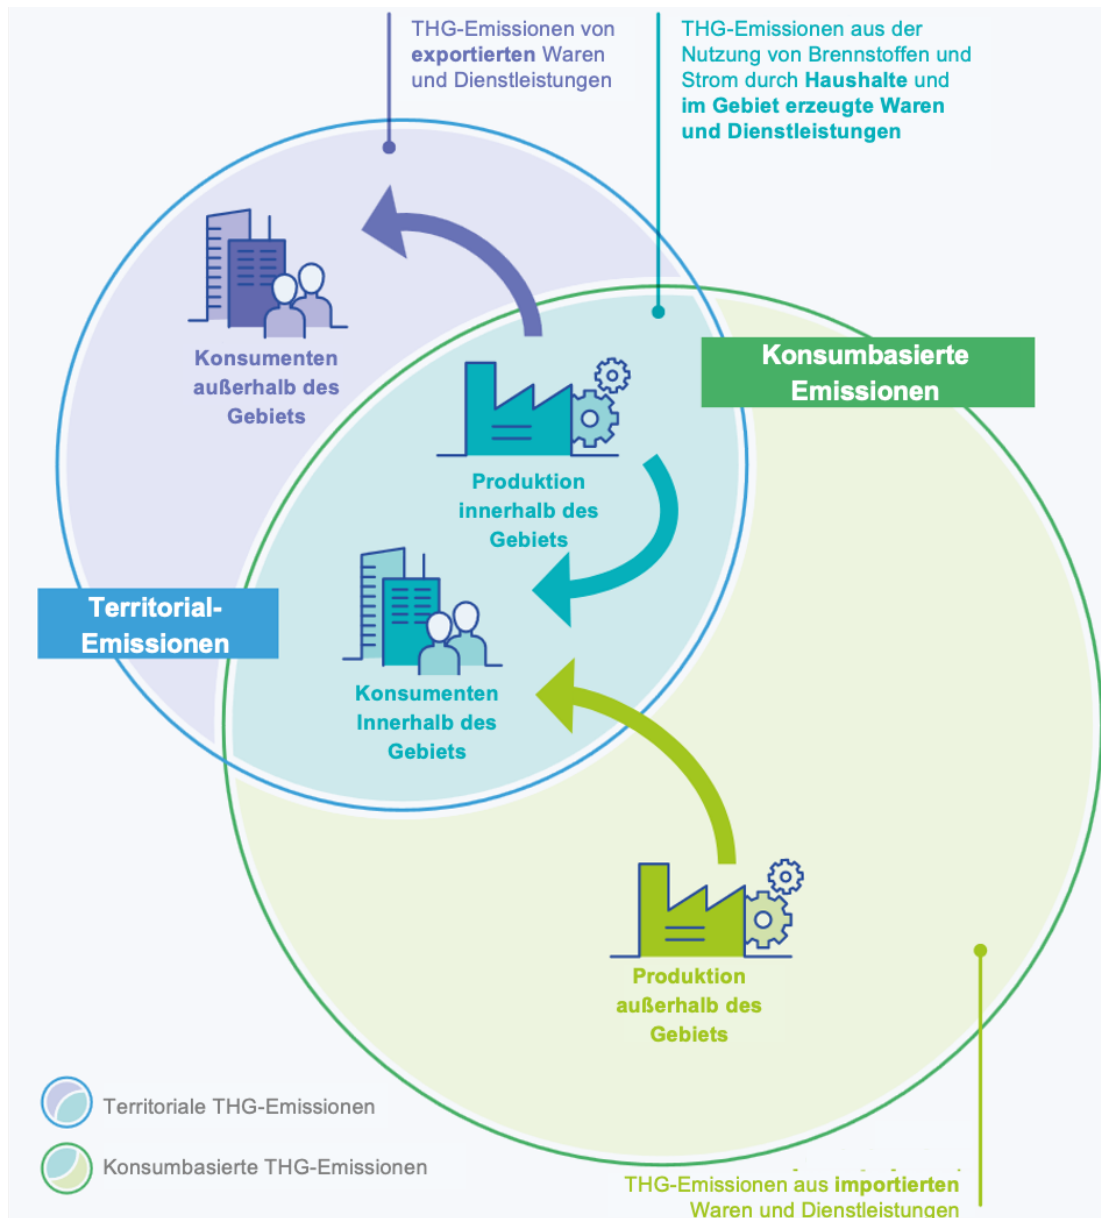 THG-Emissionen von
exportierten Waren
und Dienstleistungen
THG-Emissionen aus der
Nutzung von Brennstoffen und
Strom durch Haushalte und
im Gebiet erzeugte Waren
und Dienstleistungen
Konsumenten
außerhalb des
Gebiets
Konsumbasierte
Emissionen
Produktion
innerhalb des
Gebiets
Territorial-
Emissionen
Konsumenten
Innerhalb des
Gebiets
Produktion
außerhalb des
Gebiets
Territoriale THG-Emissionen
Konsumbasierte THG-Emissionen
THG-Emissionen aus importierten
Waren und Dienstleistungen